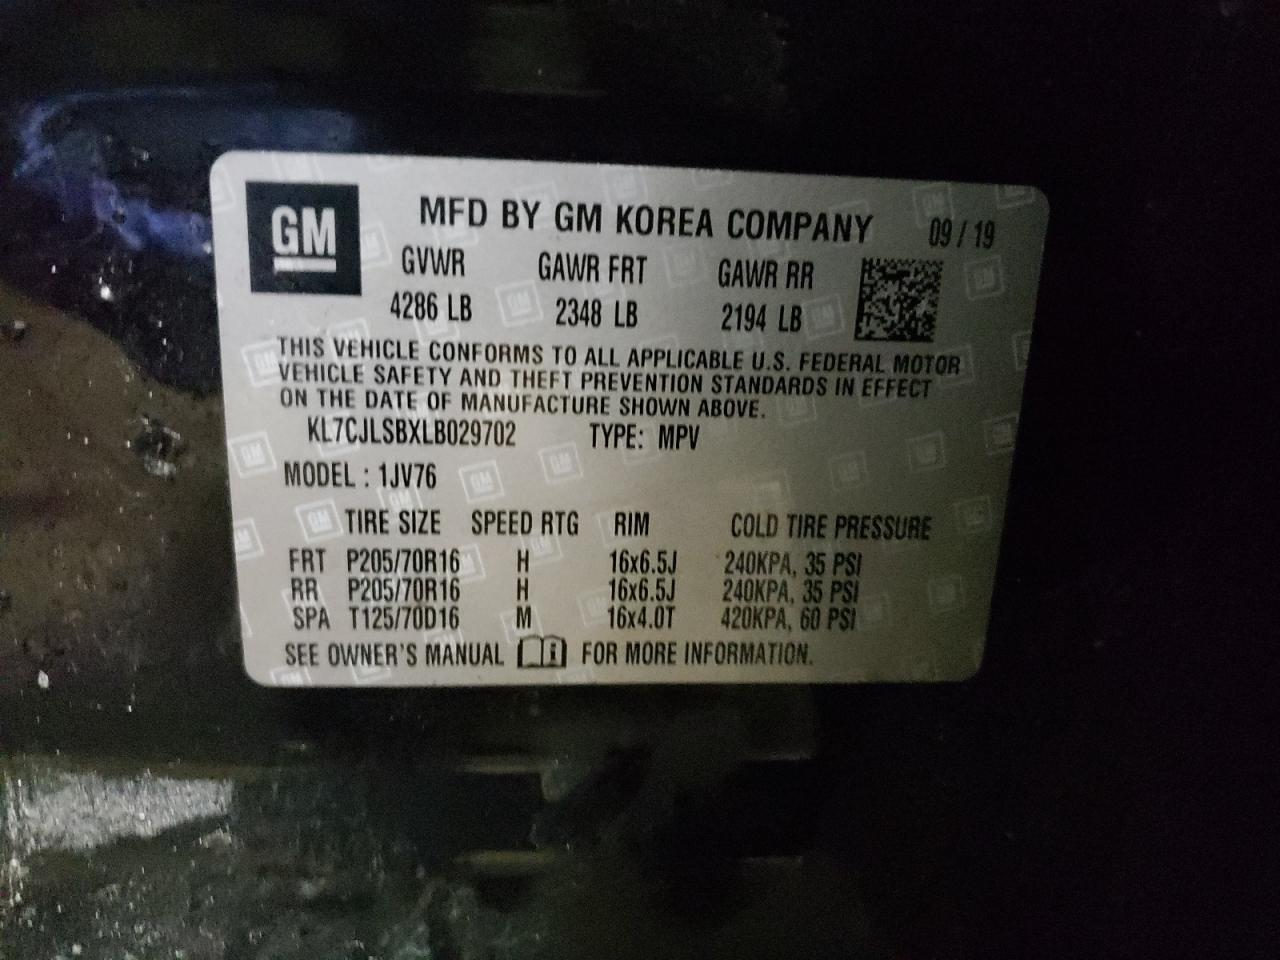 GM
MFD BY GM KOREA COMPANY 09 / 19
GVWR GAWR FRT GAWR RR
4286 LB 2348 LB 2194 LB
THIS VEHICLE CONFORMS TO ALL APPLICABLE U.S. FEDERAL MOTOR
VEHICLE SAFETY AND THEFT PREVENTION STANDARDS IN EFFECT
ON THE DATE OF MANUFACTURE SHOWN ABOVE.
KL7CJLSBXLB029702 TYPE: MPV
MODEL : 1JV76
TIRE SIZE SPEED RTG RIM COLD TIRE PRESSURE
FRT P205/70R16 H 16x6.5J 240KPA, 35 PSI
RR P205/70R16 H 16x6.5J 240KPA, 35 PSI
SPA T125/70D16 M 16x4.0T 420KPA, 60 PSI
SEE OWNER'S MANUAL i FOR MORE INFORMATION.